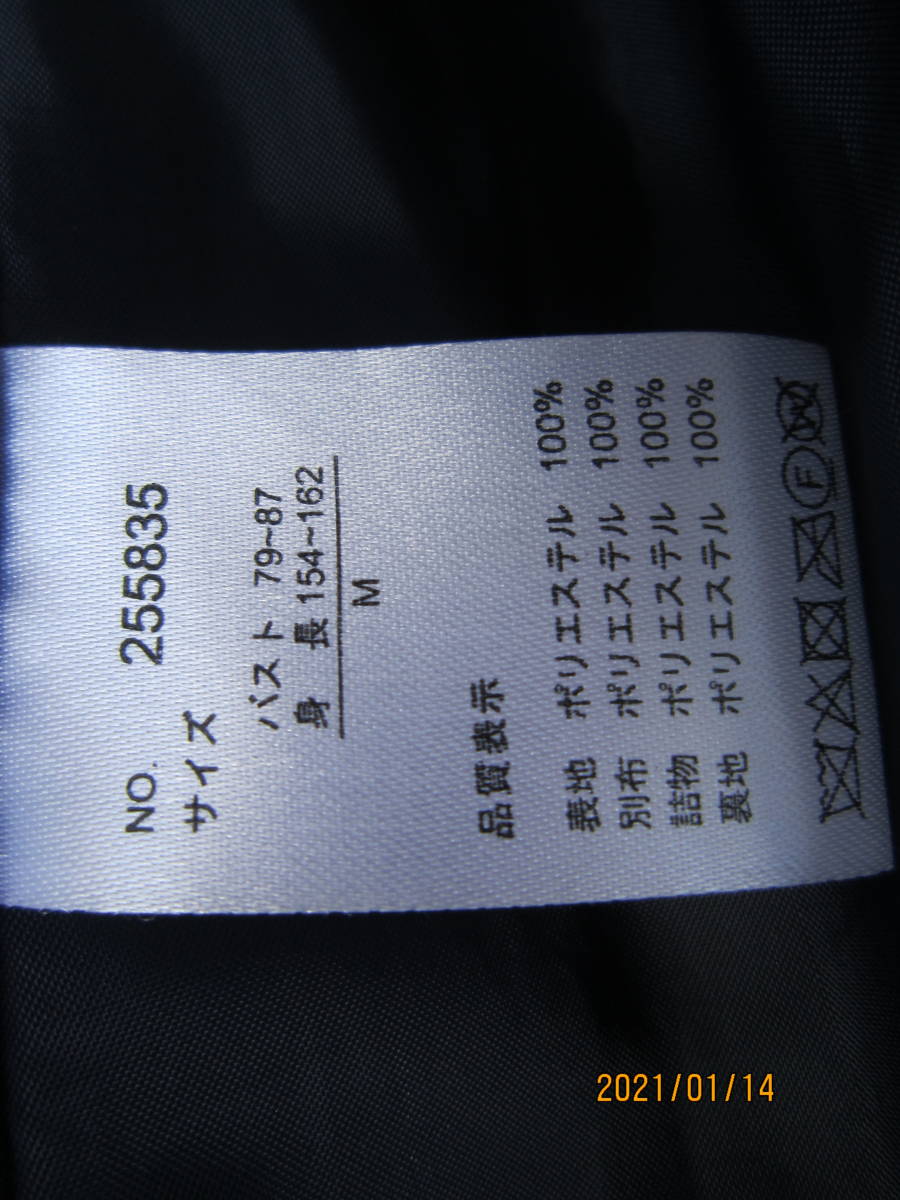 NO. 255835
サイズ
バスト 79~87
身 長 154~162
M
品質表示
表地 ポリエステル 100%
別布 ポリエステル 100%
詰物 ポリエステル 100%
裏地 ポリエステル 100%
F W
2021/01/14